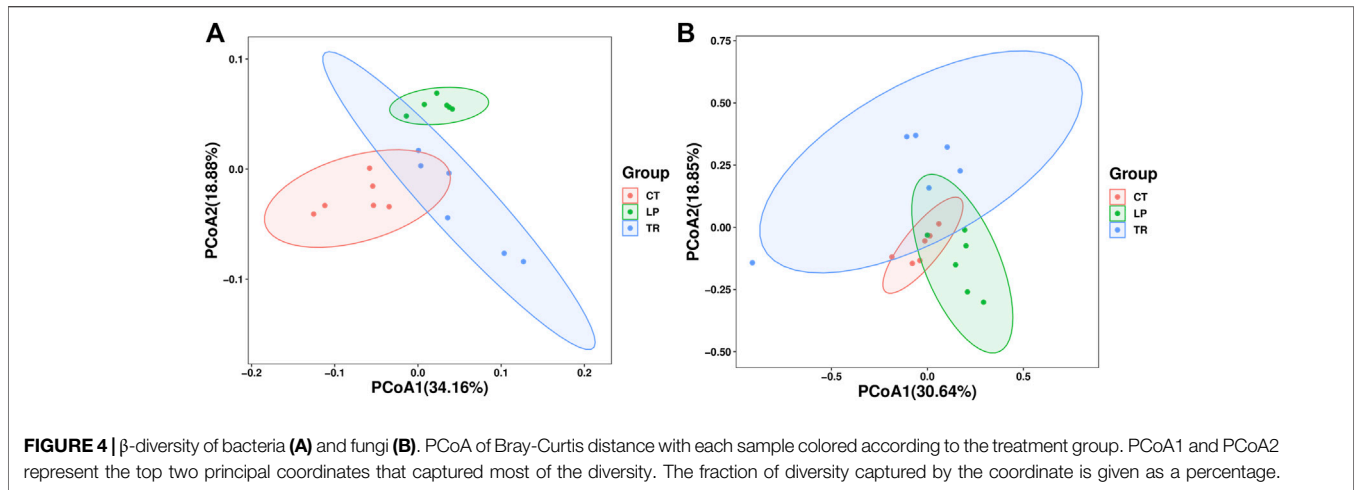 A
0.1
0.0
−0.1
PCoA2(18.88%)
−0.2
−0.1
0.0
0.1
0.2
PCoA1(34.16%)
Group
CT
LP
TR
B
0.75
0.50
0.25
0.00
−0.25
−0.50
PCoA2(18.85%)
−0.5
0.0
0.5
PCoA1(30.64%)
Group
CT
LP
TR
FIGURE 4 | β-diversity of bacteria (A) and fungi (B). PCoA of Bray-Curtis distance with each sample colored according to the treatment group. PCoA1 and PCoA2
represent the top two principal coordinates that captured most of the diversity. The fraction of diversity captured by the coordinate is given as a percentage.